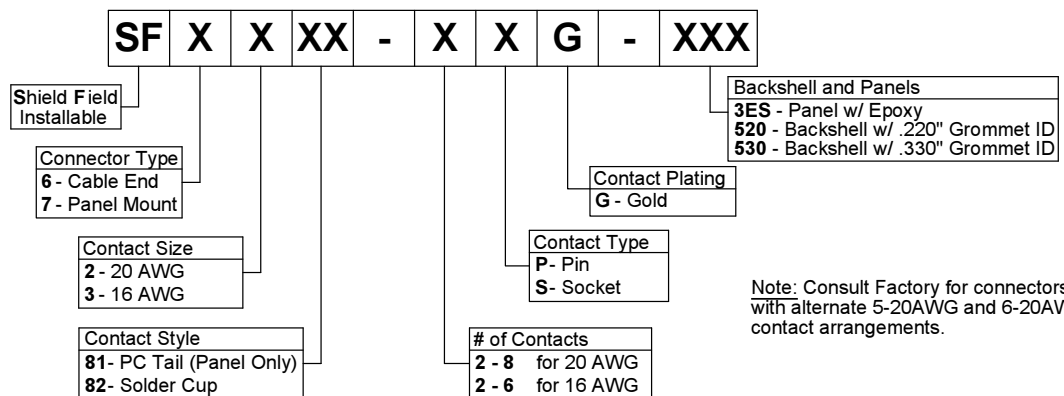 SF X X XX - X X G - XXX
Shield Field
Installable
Connector Type
6 - Cable End
7 - Panel Mount
Contact Size
2 - 20 AWG
3 - 16 AWG
Contact Style
81- PC Tail (Panel Only)
82- Solder Cup
# of Contacts
2 - 8 for 20 AWG
2 - 6 for 16 AWG
Contact Type
P- Pin
S- Socket
Contact Plating
G - Gold
Backshell and Panels
3ES - Panel w/ Epoxy
520 - Backshell w/ .220" Grommet ID
530 - Backshell w/ .330" Grommet ID
Note: Consult Factory for connectors
with alternate 5-20AWG and 6-20AW
contact arrangements.